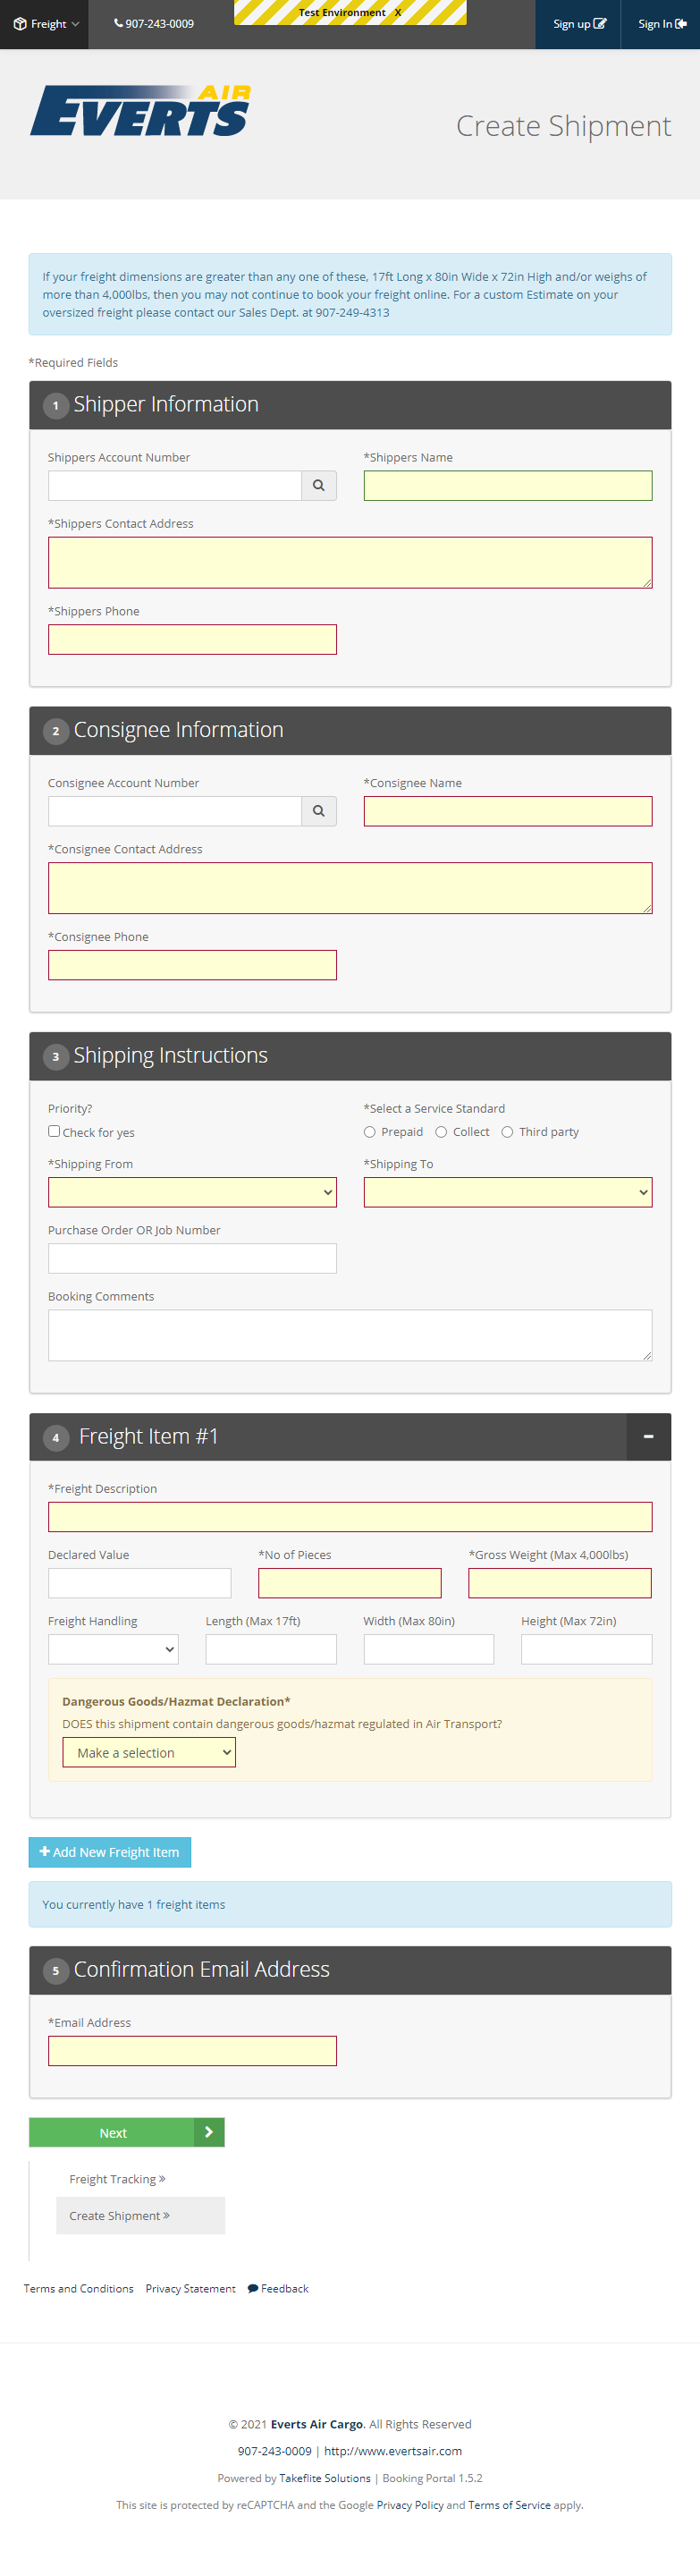 Freight
907-243-0009
Test Environment X
Sign up
Sign In
EVERTS AIR
Create Shipment
If your freight dimensions are greater than any one of these, 17ft Long x 80in Wide x 72in High and/or weighs of
more than 4,000lbs, then you may not continue to book your freight online. For a custom Estimate on your
oversized freight please contact our Sales Dept. at 907-249-4313
*Required Fields
1 Shipper Information
Shippers Account Number
*Shippers Name
*Shippers Contact Address
*Shippers Phone
2 Consignee Information
Consignee Account Number
*Consignee Name
*Consignee Contact Address
*Consignee Phone
3 Shipping Instructions
Priority?
*Select a Service Standard
Check for yes
Prepaid Collect Third party
*Shipping From
*Shipping To
Purchase Order OR Job Number
Booking Comments
4 Freight Item #1
*Freight Description
Declared Value
*No of Pieces
*Gross Weight (Max 4,000lbs)
Freight Handling
Length (Max 17ft)
Width (Max 80in)
Height (Max 72in)
Dangerous Goods/Hazmat Declaration*
DOES this shipment contain dangerous goods/hazmat regulated in Air Transport?
Make a selection
+ Add New Freight Item
You currently have 1 freight items
5 Confirmation Email Address
*Email Address
Next
Freight Tracking »
Create Shipment »
Terms and Conditions Privacy Statement Feedback
© 2021 Everts Air Cargo. All Rights Reserved
907-243-0009 | http://www.evertsair.com
Powered by Takeflite Solutions | Booking Portal 1.5.2
This site is protected by reCAPTCHA and the Google Privacy Policy and Terms of Service apply.